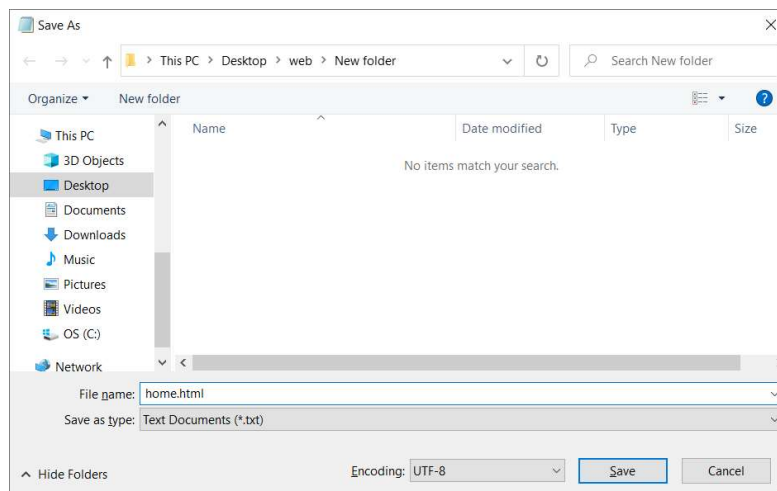 Save As
This PC > Desktop > web > New folder
Search New folder
Organize
New folder
Name
Date modified
Type
Size
This PC
No items match your search.
3D Objects
Desktop
Documents
Downloads
Music
Pictures
Videos
OS (C:)
Network
File name: home.html
Save as type: Text Documents (*.txt)
Hide Folders
Encoding: UTF-8
Save
Cancel